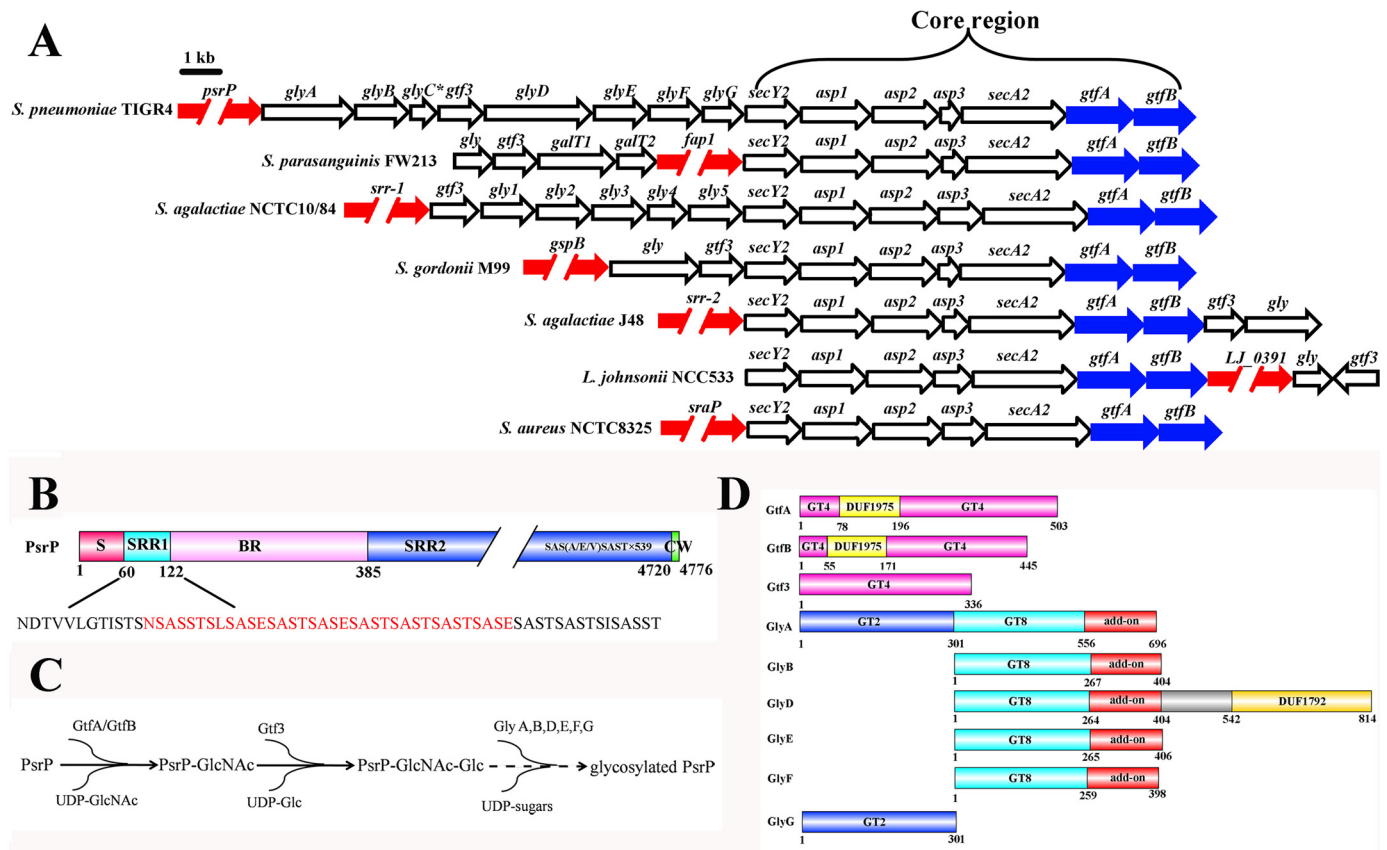 A
Core region
1 kb
psrP glyA glyB glyC* gtf3 glyD glyE glyF glyG secY2 asp1 asp2 asp3 secA2 gtfA gtfB
S. pneumoniae TIGR4
gly gtf3 galT1 galT2 fap1 secY2 asp1 asp2 asp3 secA2 gtfA gtfB
S. parasanguinis FW213
srr-1 gtf3 gly1 gly2 gly3 gly4 gly5 secY2 asp1 asp2 asp3 secA2 gtfA gtfB
S. agalactiae NCTC10/84
gspB gly gtf3 secY2 asp1 asp2 asp3 secA2 gtfA gtfB
S. gordonii M99
srr-2 secY2 asp1 asp2 asp3 secA2 gtfA gtfB gtf3 gly
S. agalactiae J48
secY2 asp1 asp2 asp3 secA2 gtfA gtfB LJ_0391 gly gtf3
L. johnsonii NCC533
sraP secY2 asp1 asp2 asp3 secA2 gtfA gtfB
S. aureus NCTC8325
B
PsrP S SRR1 BR SRR2 SAS(A/E/V)SAST×539 CW
1 60 122 385 4720 4776
NDTVVLGTISTSNSASSTSLSASESASTSASESASTSASTSASTSASESASTSASTSISASST
C
GtfA/GtfB Gtf3 Gly A,B,D,E,F,G
PsrP PsrP-GlcNAc PsrP-GlcNAc-Glc glycosylated PsrP
UDP-GlcNAc UDP-Glc UDP-sugars
D
GtfA GT4 DUF1975 GT4
1 78 196 503
GtfB GT4 DUF1975 GT4
1 55 171 445
Gtf3 GT4
1 336
GlyA GT2 GT8 add-on
1 301 556 696
GlyB GT8 add-on
1 267 404
GlyD GT8 add-on DUF1792
1 264 404 542 814
GlyE GT8 add-on
1 265 406
GlyF GT8 add-on
1 259 398
GlyG GT2
1 301